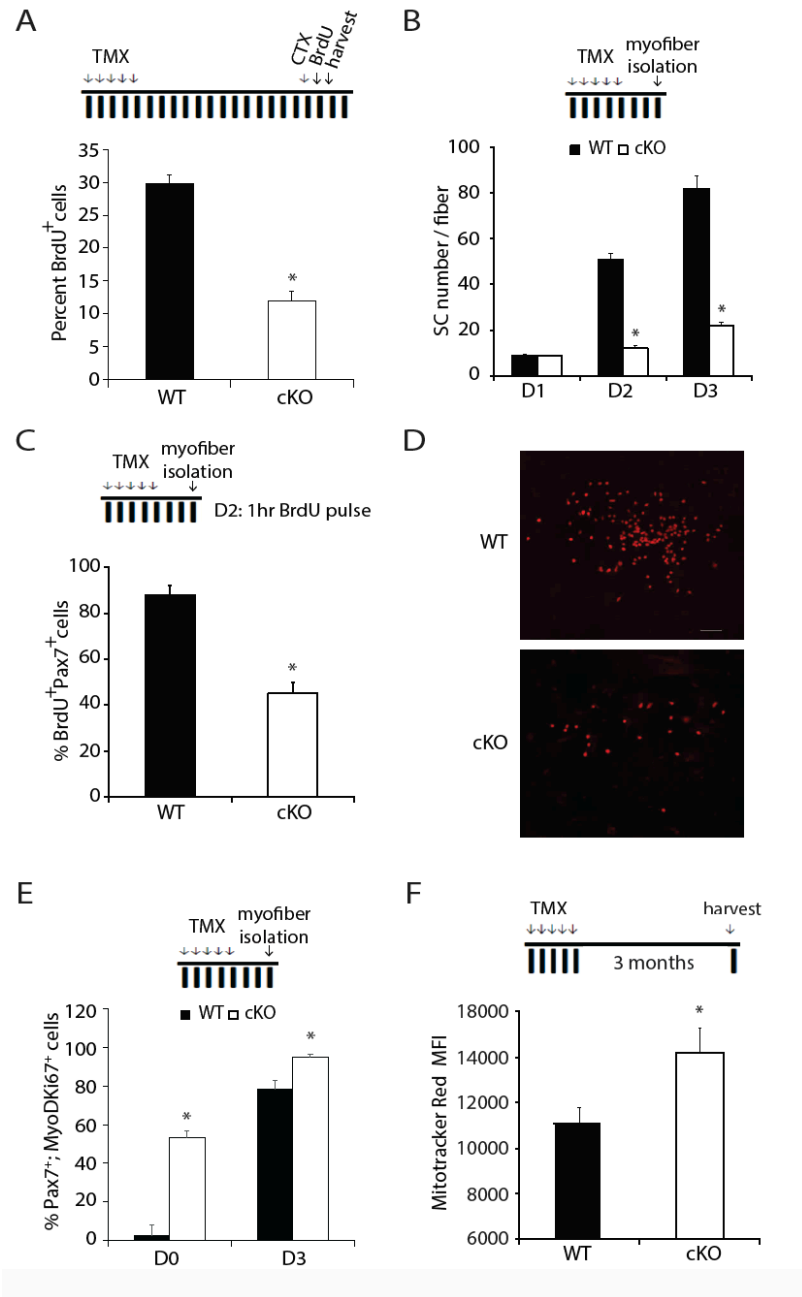 A
TMX
CTX
BrdU
harvest
35
30
25
20
15
10
5
0
Percent BrdU+cells
*
WT
cKO
B
TMX
myofiber
isolation
WT
cKO
100
80
60
40
20
0
SC number / fiber
*
*
D1
D2
D3
C
TMX
myofiber
isolation
D2: 1hr BrdU pulse
100
80
60
40
20
0
% BrdU+Pax7+cells
*
WT
cKO
D
WT
cKO
E
TMX
myofiber
isolation
WT
cKO
120
100
80
60
40
20
0
% Pax7+; MyoDKi67+ cells
*
*
D0
D3
F
TMX
harvest
3 months
18000
14000
12000
10000
8000
6000
Mitotracker Red MFI
*
WT
cKO